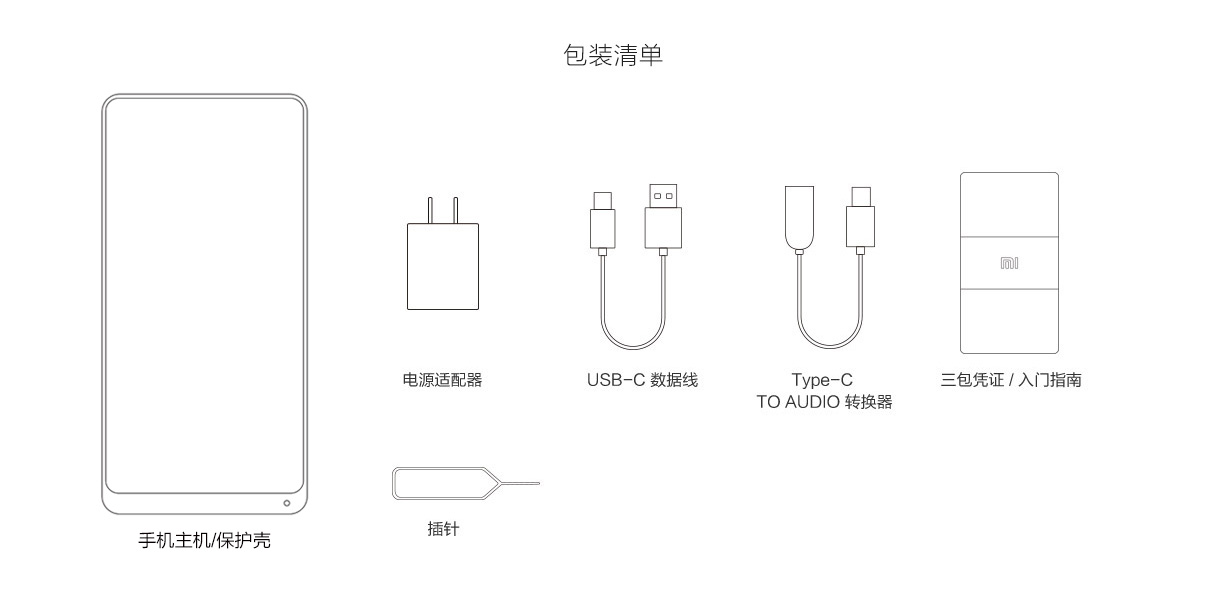 包装清单
mi
电源适配器
USB-C 数据线
Type-C
TO AUDIO 转换器
三包凭证 / 入门指南
插针
手机主机/保护壳